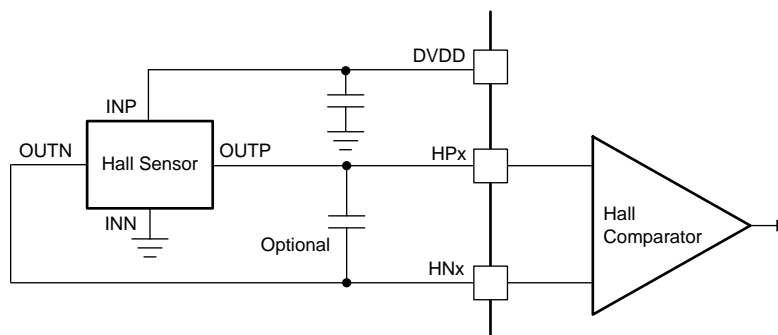 DVDD
INP
OUTN
Hall Sensor
OUTP
HPx
INN
Optional
Hall
Comparator
HNx